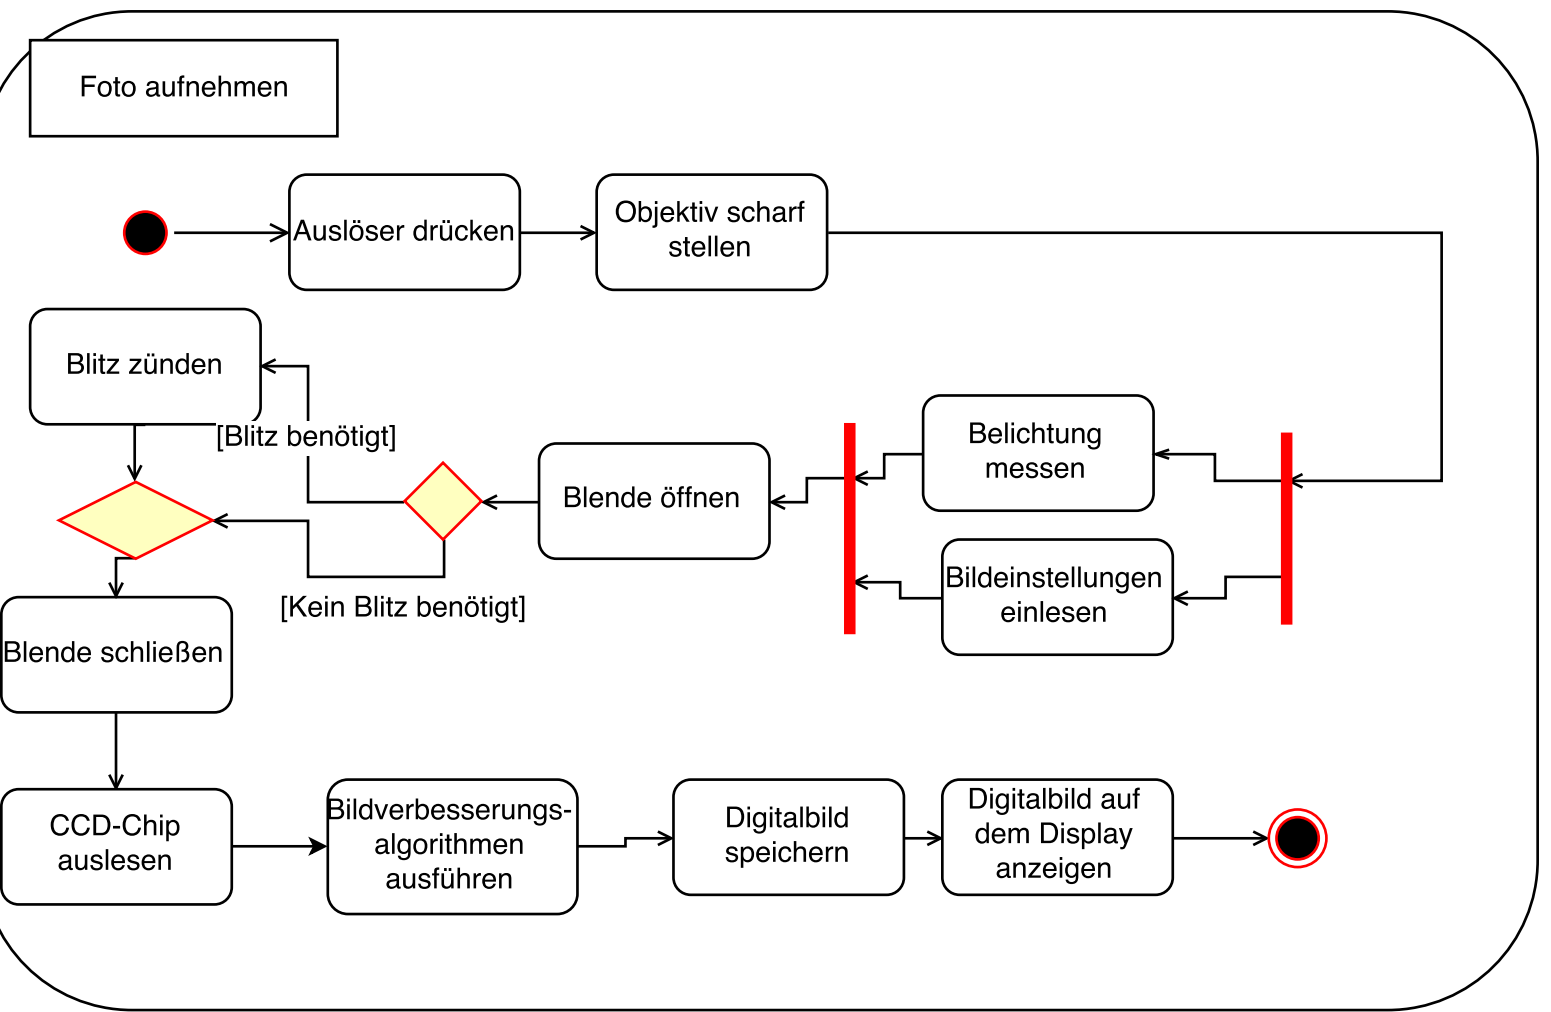 Foto aufnehmen
Auslöser drücken
Objektiv scharf
stellen
Blitz zünden
[Blitz benötigt]
Blende öffnen
Belichtung
messen
Bildeinstellungen
einlesen
[Kein Blitz benötigt]
Blende schließen
CCD-Chip
auslesen
Bildverbesserungs-
algorithmen
ausführen
Digitalbild
speichern
Digitalbild auf
dem Display
anzeigen